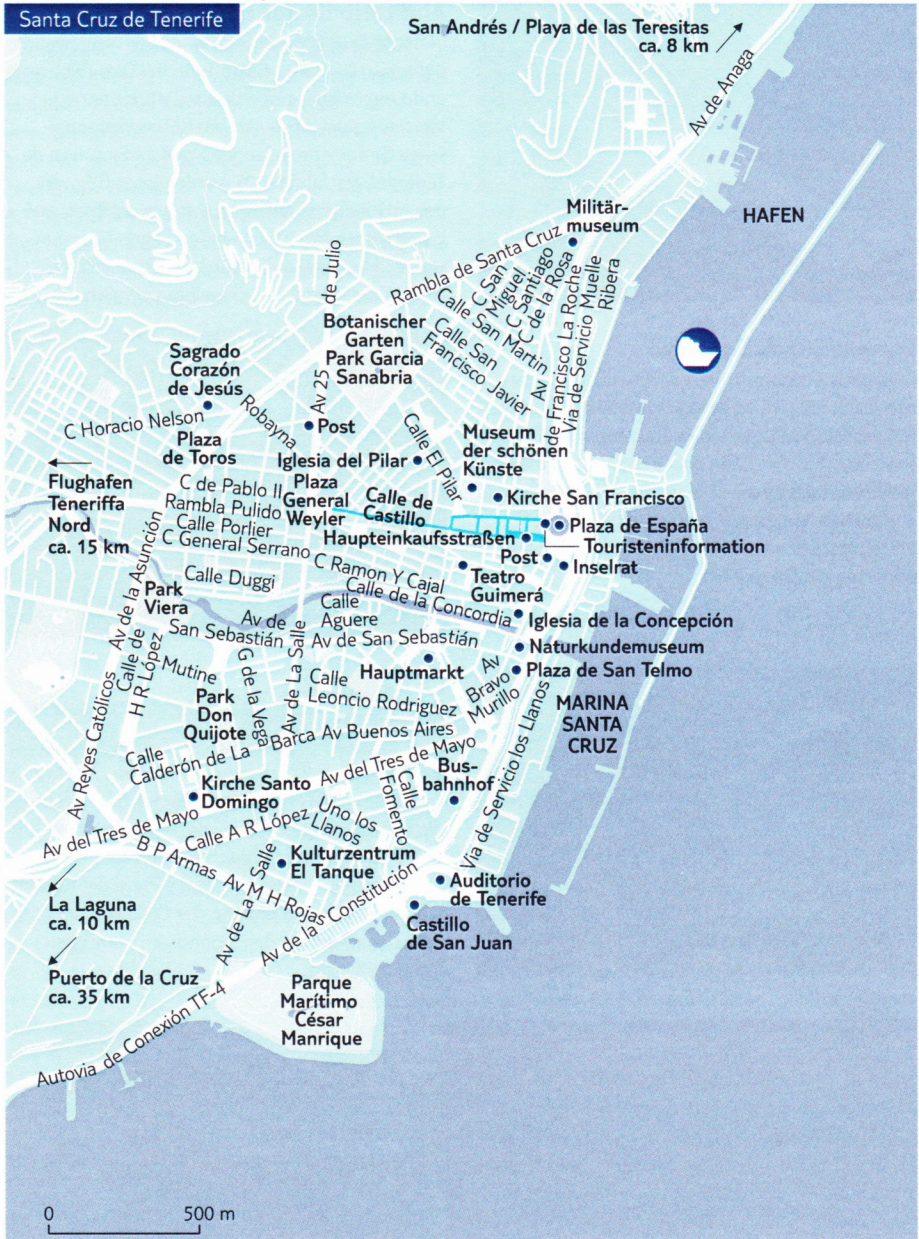 Santa Cruz de Tenerife
San Andrés / Playa de las Teresitas
ca. 8 km
Av de Anaga
HAFEN
Militär-
museum
Rambla de Santa Cruz
C San
Miguel
C Santiago
C de la Rosa
Calle San Martin
Calle San
Francisco Javier
Av
de Francisco La Roche
Via de Servicio Muelle
Ribera
de Julio
Av 25
Botanischer
Garten
Park Garcia
Sanabria
Sagrado
Corazón
de Jesús
C Horacio Nelson
Robayna
Post
Plaza
de Toros
Iglesia del Pilar
Calle El Pilar
Museum
der schönen
Künste
Kirche San Francisco
Flughafen
Teneriffa
Nord
ca. 15 km
C de Pablo II
Rambla Pulido
Calle Porlier
C General Serrano
Plaza
General
Weyler
Calle de
Castillo
Haupteinkaufsstraßen
Plaza de España
Touristeninformation
Post
Inselrat
Teatro
Guimerá
C Ramon Y Cajal
Calle Duggi
Calle de la Concordia
Calle
Aguere
Iglesia de la Concepción
Park
Viera
Av de la Asunción
Av de
San Sebastián
Av de San Sebastián
Naturkundemuseum
Plaza de San Telmo
Hauptmarkt
Calle de
H R López
Mutine
G de la Vega
Av de La Salle
Calle
Leoncio Rodriguez
Av
Bravo
Murillo
MARINA
SANTA
CRUZ
Park
Don
Quijote
Av Reyes Católicos
Calle
Calderón de La
Barca
Av Buenos Aires
Av del Tres de Mayo
Bus-
bahnhof
Via de Servicio los Llanos
Kirche Santo
Domingo
Calle
Fomento
Uno los
Llanos
Av del Tres de Mayo
Calle A R López
B P Armas
Kulturzentrum
El Tanque
Av M H Rojas
Av de La
Salle
Av de la Constitución
Auditorio
de Tenerife
Castillo
de San Juan
La Laguna
ca. 10 km
Puerto de la Cruz
ca. 35 km
Parque
Marítimo
César
Manrique
Autovia de Conexión TF-4
0
500 m